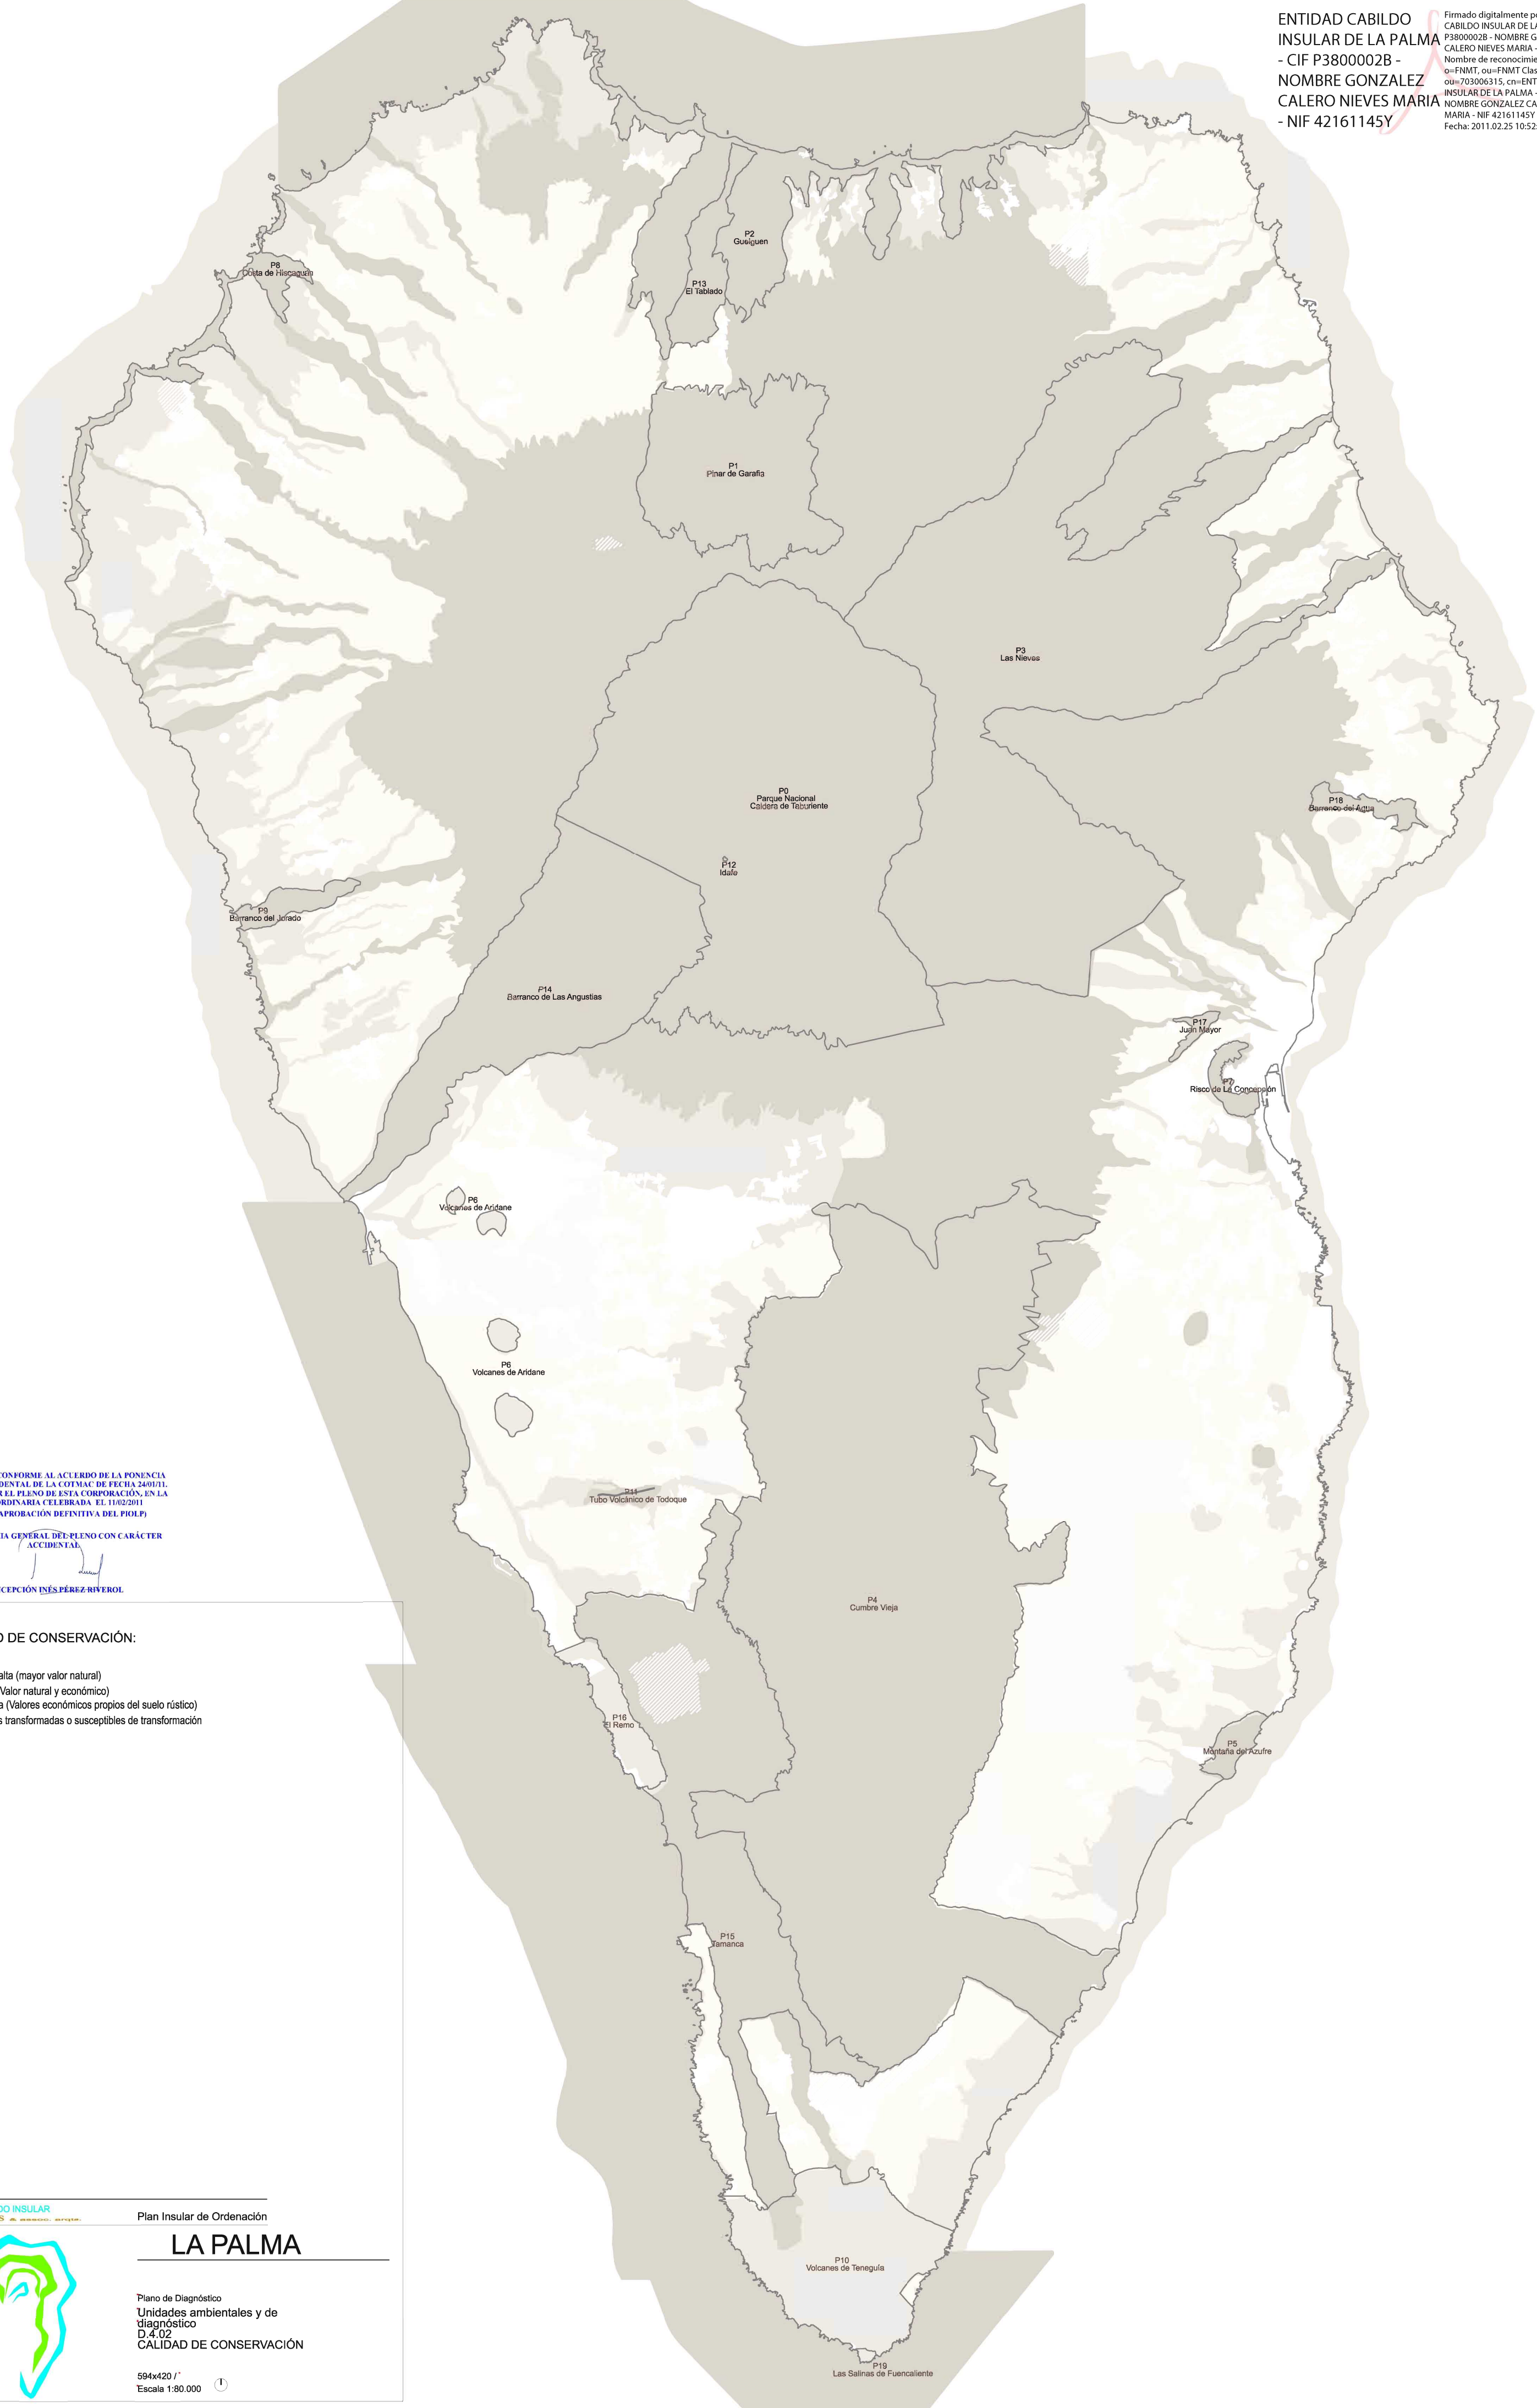 ENTIDAD CABILDO
INSULAR DE LA PALMA
- CIF P3800002B -
NOMBRE GONZALEZ
CALERO NIEVES MARIA
- NIF 42161145Y
Firmado digitalmente po
CABILDO INSULAR DE LA
P3800002B - NOMBRE G
CALERO NIEVES MARIA -
Nombre de reconocimie
o=FNMT, ou=FNMT Clas
ou=703006315, cn=ENT
INSULAR DE LA PALMA -
NOMBRE GONZALEZ CA
MARIA - NIF 42161145Y
Fecha: 2011.02.25 10:52:
P2
Gueiguen
P8
Costa de Hiscaguán
P13
El Tablado
P1
Pinar de Garafía
P3
Las Nieves
P0
Parque Nacional
Caldera de Taburiente
P18
Barranco del Agua
P12
Idafe
P9
Barranco del Jorado
P14
Barranco de Las Angustias
P17
Juan Mayor
P7
Risco de La Concepción
P6
Volcanes de Aridane
P6
Volcanes de Aridane
P11
Tubo Volcánico de Todoque
P4
Cumbre Vieja
P16
El Remo
P5
Montaña del Azufre
P15
Tamanca
P10
Volcanes de Teneguía
P19
Las Salinas de Fuencaliente
CONFORME AL ACUERDO DE LA PONENCIA
DENTAL DE LA COTMAC DE FECHA 24/01/11.
R EL PLENO DE ESTA CORPORACIÓN, EN LA
ORDINARIA CELEBRADA EL 11/02/2011
APROBACIÓN DEFINITIVA DEL PIOLP)
IA GENERAL DEL PLENO CON CARÁCTER
ACCIDENTAL
CEPCIÓN INÉS PÉREZ RIVEROL
D DE CONSERVACIÓN:
alta (mayor valor natural)
Valor natural y económico)
a (Valores económicos propios del suelo rústico)
s transformadas o susceptibles de transformación
DO INSULAR
Plan Insular de Ordenación
LA PALMA
Plano de Diagnóstico
Unidades ambientales y de
diagnóstico
D.4.02
CALIDAD DE CONSERVACIÓN
594x420 /
Escala 1:80.000